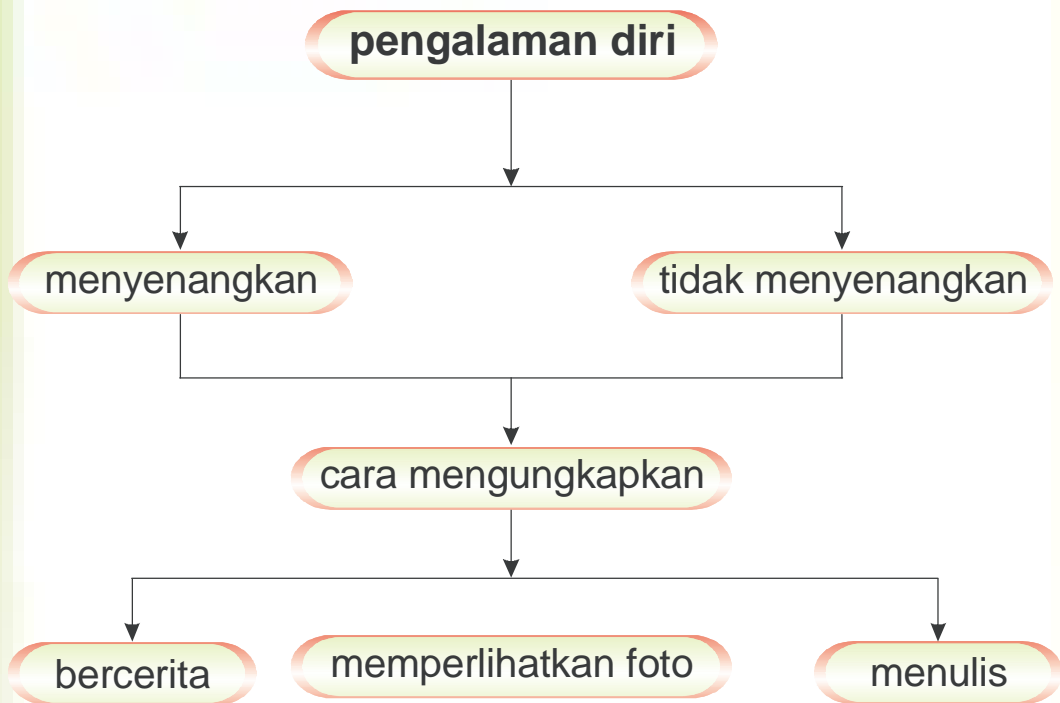 pengalaman diri
menyenangkan
tidak menyenangkan
cara mengungkapkan
bercerita
memperlihatkan foto
menulis